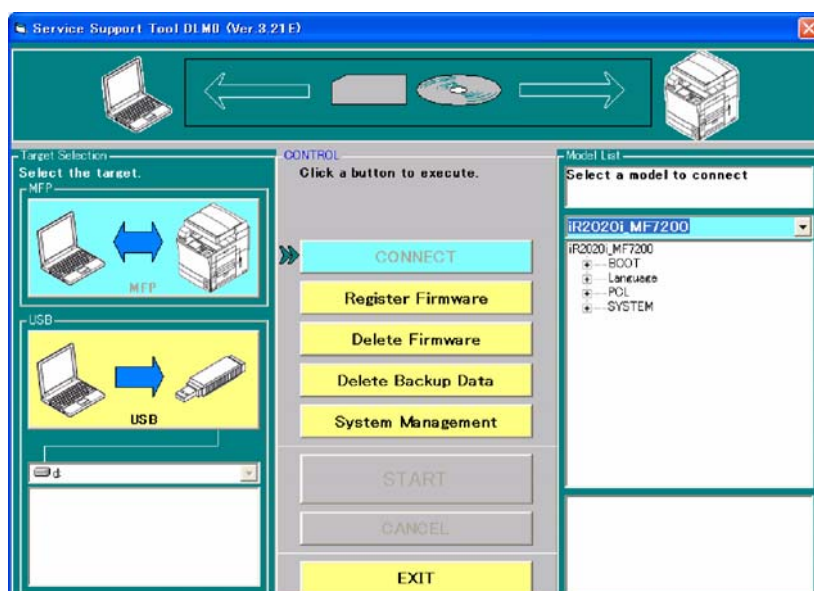 Service Support Tool DLM0 (Ver.3.21E)
Target Selection
Select the target.
MFP
MFP
USB
USB
d:
CONTROL
Click a button to execute.
CONNECT
Register Firmware
Delete Firmware
Delete Backup Data
System Management
START
CANCEL
EXIT
Model List
Select a model to connect
iR2020i_MF7200
iR2020i_MF7200
BOOT
Language
PCL
SYSTEM